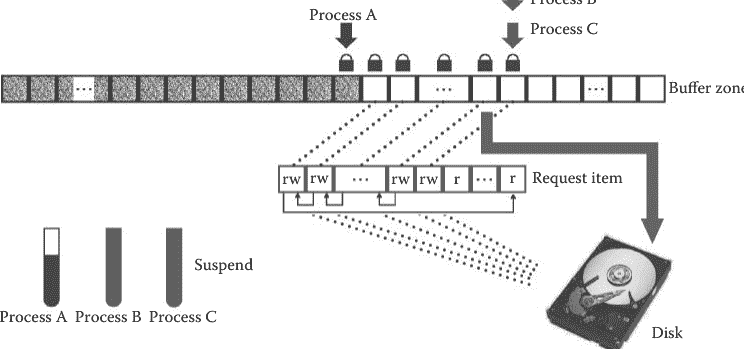 Process B
Process A
Process C
...
...
...
Buffer zone
rw rw ... rw rw r ... r
Request item
Suspend
Process A Process B Process C
Disk